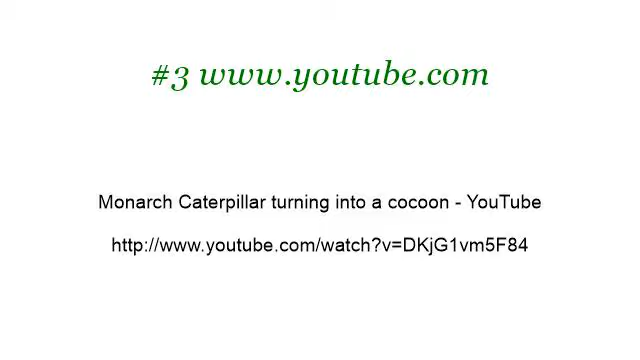 #3 www.youtube.com
Monarch Caterpillar turning into a cocoon - YouTube
http://www.youtube.com/watch?v=DKjG1vm5F84